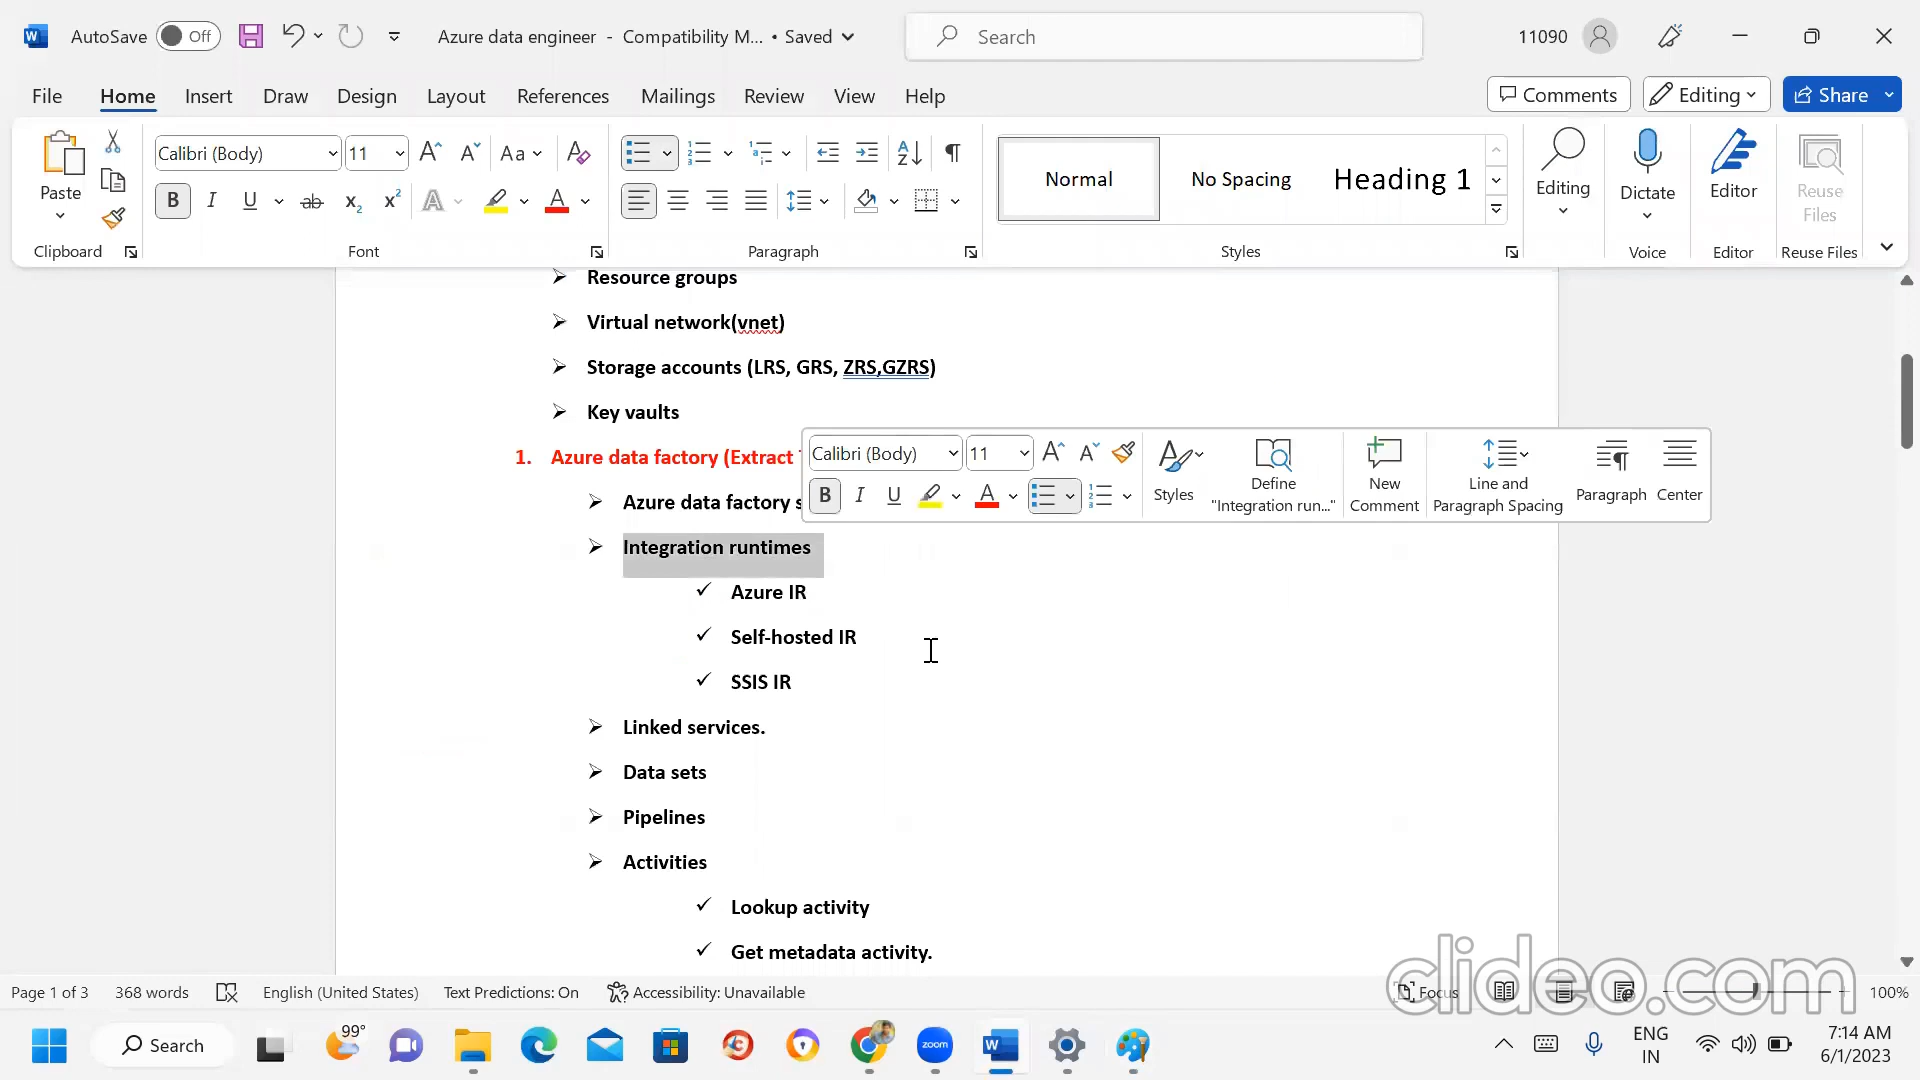 AutoSave Off Azure data engineer - Compatibility M... • Saved Search 11090
File Home Insert Draw Design Layout References Mailings Review View Help Comments Editing Share
Paste Calibri (Body) 11 Aa Normal No Spacing Heading 1 Editing Dictate Editor Reuse Files
Clipboard Font Paragraph Styles Voice Editor Reuse Files
Resource groups
Virtual network(vnet)
Storage accounts (LRS, GRS, ZRS,GZRS)
Key vaults
1. Azure data factory (Extract
Calibri (Body) 11 Styles Define "Integration run..." New Comment Line and Paragraph Spacing Paragraph Center
Azure data factory s
Integration runtimes
Azure IR
Self-hosted IR
SSIS IR
Linked services.
Data sets
Pipelines
Activities
Lookup activity
Get metadata activity.
clideo.com
Page 1 of 3 368 words English (United States) Text Predictions: On Accessibility: Unavailable Focus 100%
99° Search zoom ENG IN 7:14 AM 6/1/2023